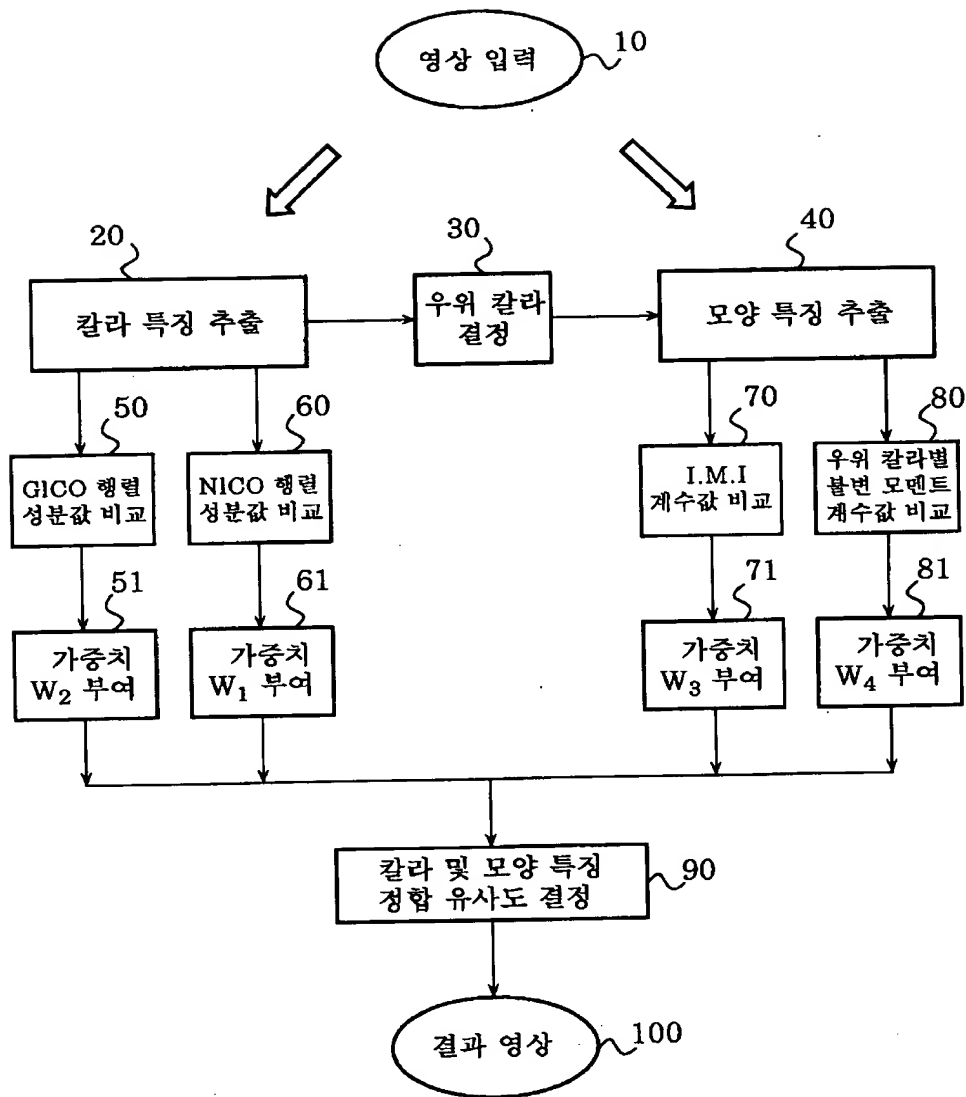 영상 입력
10
20
30
40
칼라 특징 추출
우위 칼라
결정
모양 특징 추출
50
60
70
80
GICO 행렬
성분값 비교
NICO 행렬
성분값 비교
I.M.I
계수값 비교
우위 칼라별
불변 모멘트
계수값 비교
51
61
71
81
가중치
W₂ 부여
가중치
W₁ 부여
가중치
W₃ 부여
가중치
W₄ 부여
칼라 및 모양 특징
정합 유사도 결정
90
결과 영상
100